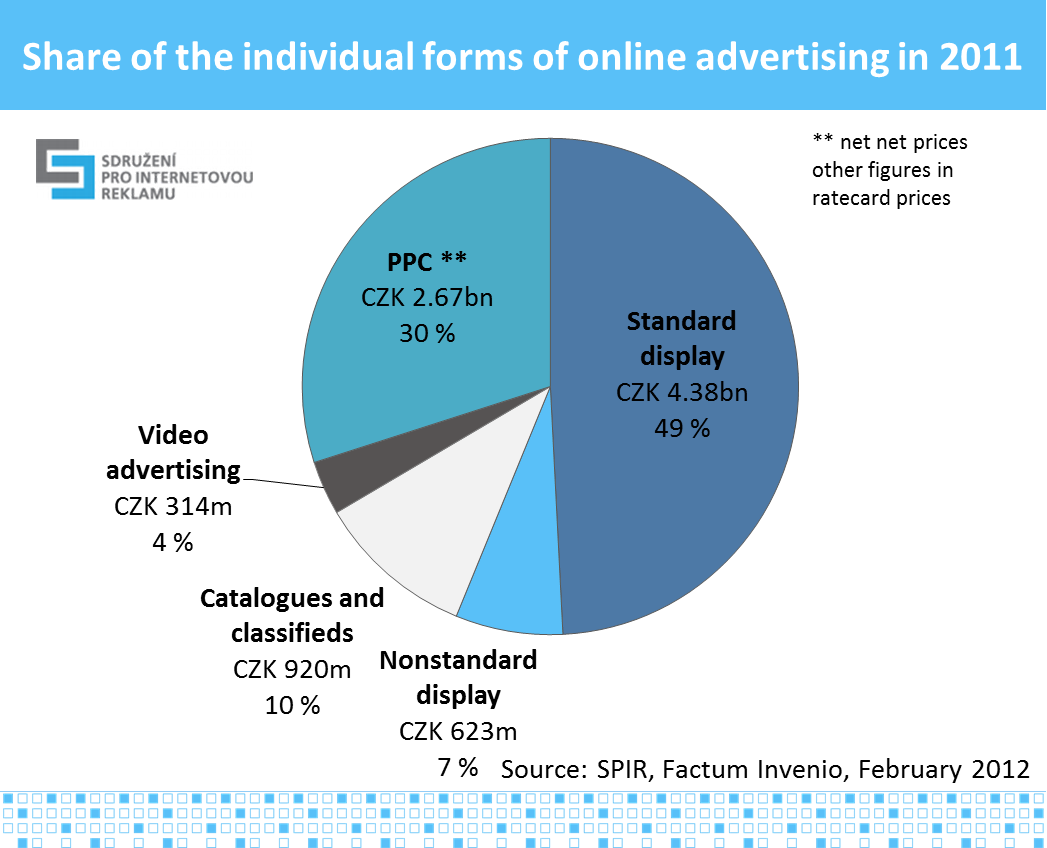 Share of the individual forms of online advertising in 2011
SDRUŽENÍ
PRO INTERNETOVOU
REKLAMU
** net net prices
other figures in
ratecard prices
PPC **
CZK 2.67bn
30 %
Standard
display
CZK 4.38bn
49 %
Video
advertising
CZK 314m
4 %
Catalogues and
classifieds
CZK 920m
10 %
Nonstandard
display
CZK 623m
7 %
Source: SPIR, Factum Invenio, February 2012